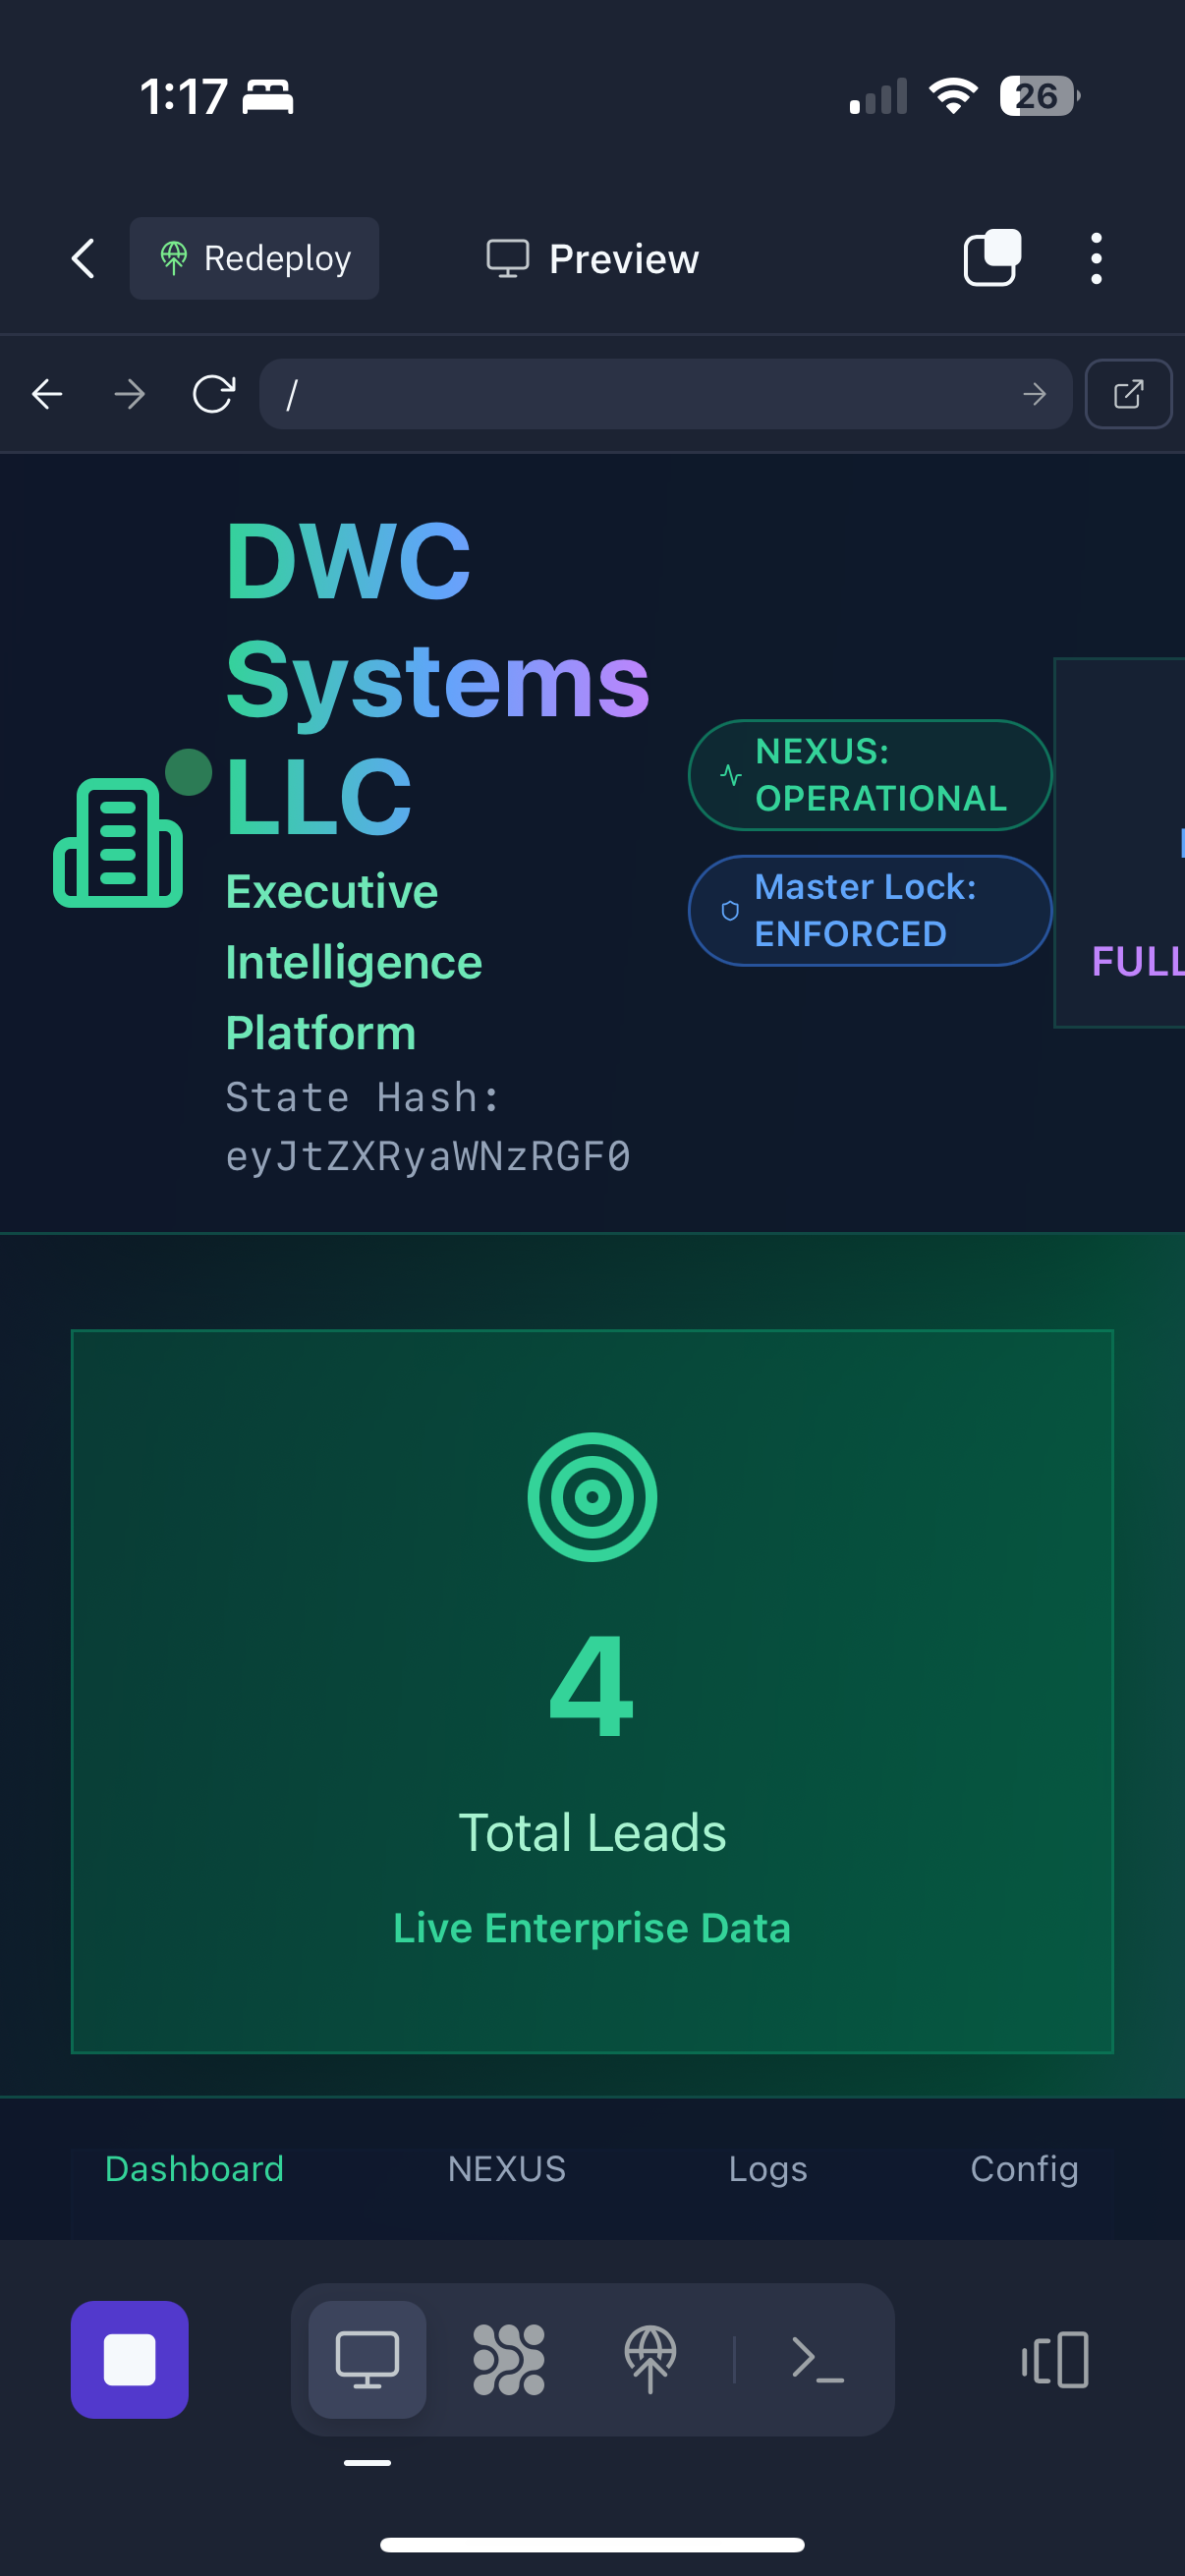 1:17
26
Redeploy
Preview
/
DWC
Systems
LLC
Executive
Intelligence
Platform
State Hash:
eyJtZXRyaWNzRGF0
NEXUS:
OPERATIONAL
Master Lock:
ENFORCED
FULL
4
Total Leads
Live Enterprise Data
Dashboard
NEXUS
Logs
Config